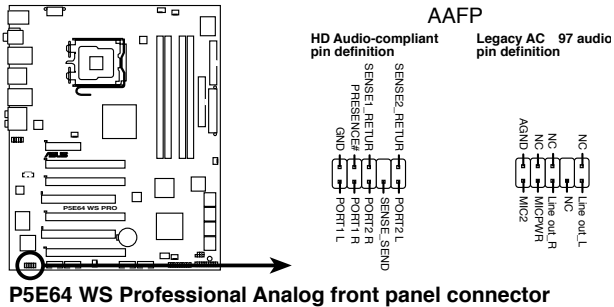 AAFP
HD Audio-compliant
pin definition
Legacy AC 97 audio
pin definition
GND
PRESENCE#
SENSE1_RETUR
SENSE2_RETUR
PORT1 L
PORT1 R
PORT2 R
SENSE_SEND
PORT2 L
AGND
NC
NC
NC
MIC2
MICPWR
Line out_R
NC
Line out_L
ASUS
P5E64 WS PRO
P5E64 WS Professional Analog front panel connector